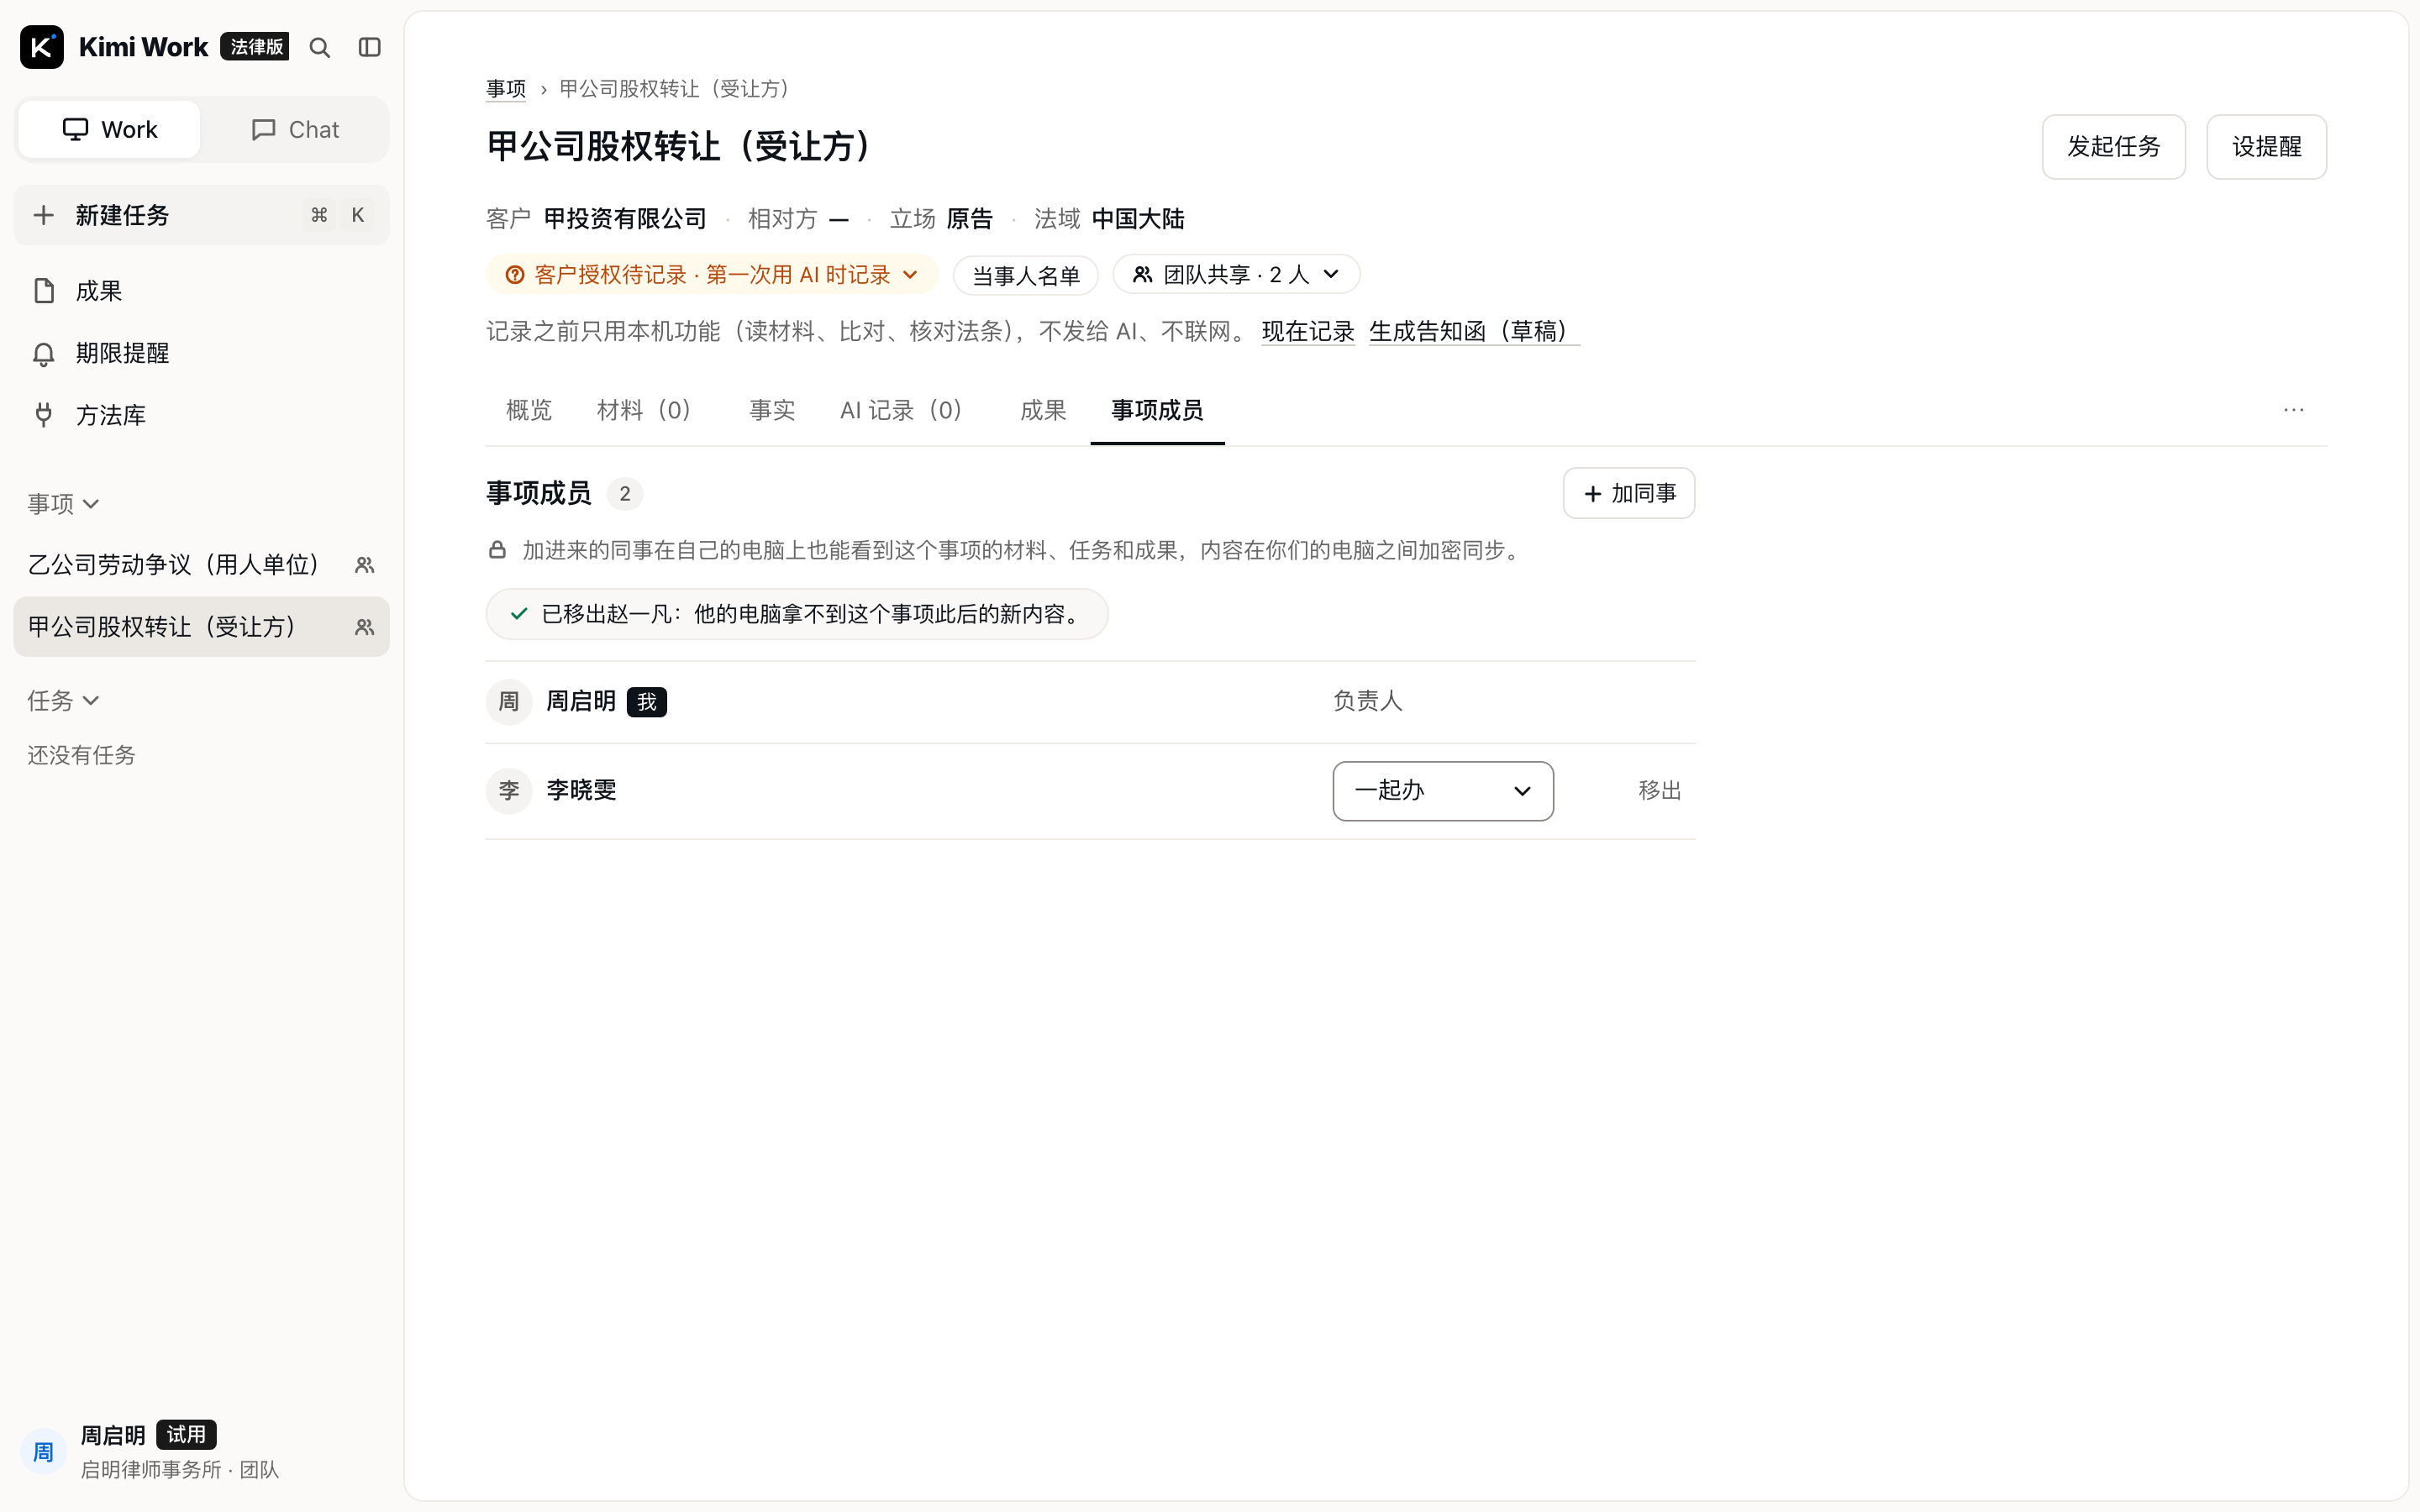 Kimi Work 法律版
Work
Chat
新建任务 ⌘ K
成果
期限提醒
方法库
事项
乙公司劳动争议（用人单位）
甲公司股权转让（受让方）
任务
还没有任务
周启明 试用
启明律师事务所 · 团队
事项 › 甲公司股权转让（受让方）
甲公司股权转让（受让方）
发起任务 设提醒
客户 甲投资有限公司 · 相对方 — · 立场 原告 · 法域 中国大陆
客户授权待记录 · 第一次用 AI 时记录 当事人名单 团队共享 · 2 人
记录之前只用本机功能（读材料、比对、核对法条），不发给 AI、不联网。 现在记录 生成告知函（草稿）
概览 材料（0） 事实 AI 记录（0） 成果 事项成员 ···
事项成员 2
+ 加同事
加进来的同事在自己的电脑上也能看到这个事项的材料、任务和成果，内容在你们的电脑之间加密同步。
已移出赵一凡：他的电脑拿不到这个事项此后的新内容。
周 周启明 我 负责人
李 李晓雯 一起办 移出